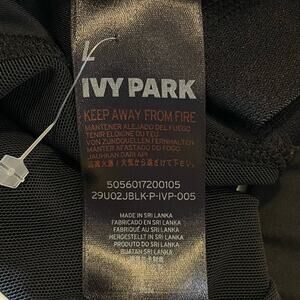 L
IVY PARK
KEEP AWAY FROM FIRE
MANTENER ALEJADO DEL FUEGO
TENIR ELOIGNE DU FEU
VON ZUNDQUELLEN FERNHALTEN
MANTER AFASTADO DO FOGO
JAUHKAN DARI API
5056017200105
29U02JBLK-P-IVP-005
MADE IN SRI LANKA
FABRICADO EN SRI LANKA
FABRIQUÉ AU SRI LANKA
HERGESTELLT IN SRI LANKA
PRODUTO DO SRI LANKA
BUATAN SRI LANKA